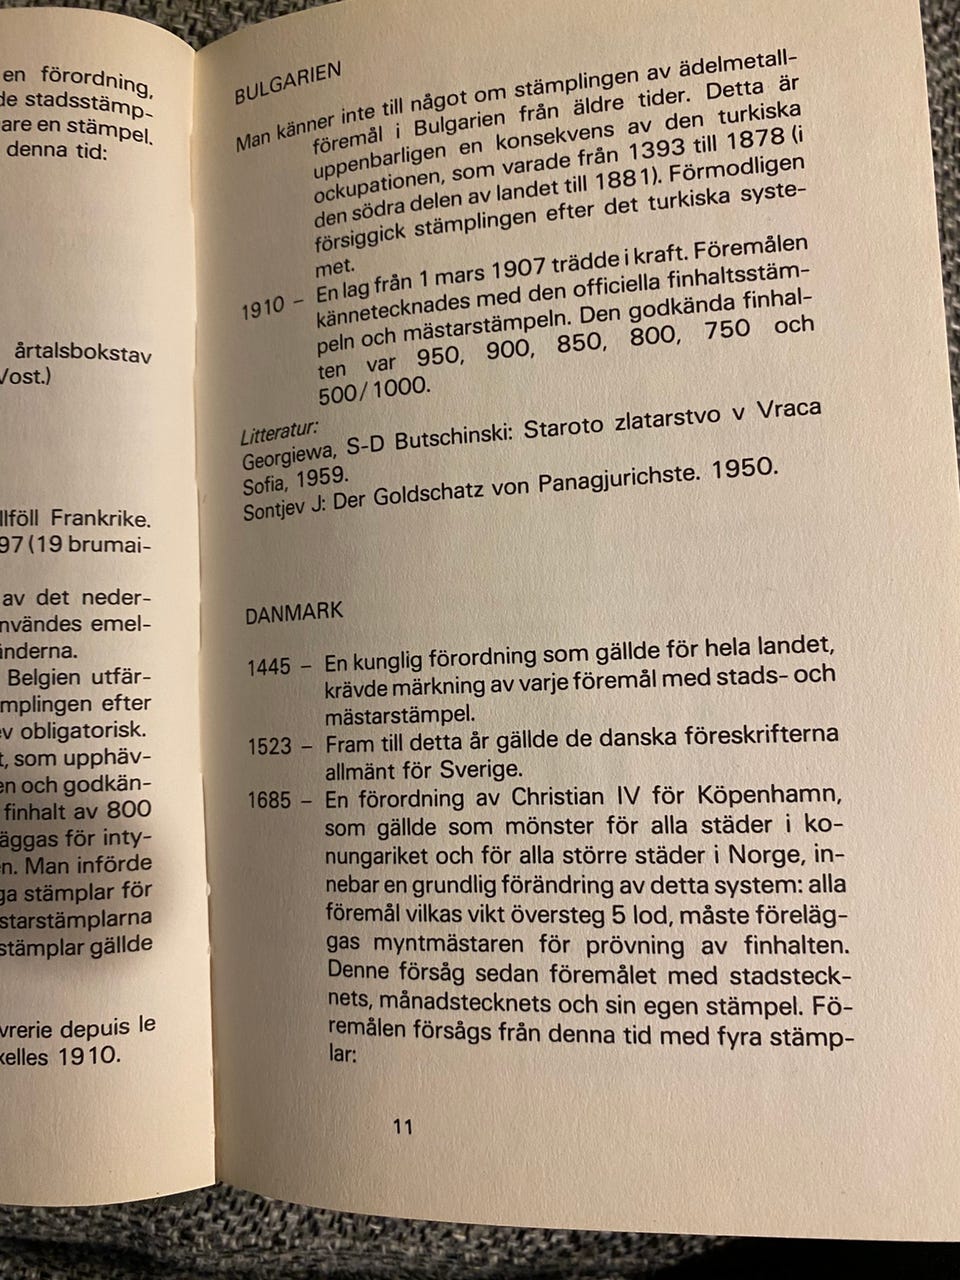 en förordning,
de stadsstämp-
are en stämpel.
denna tid:
årtalsbokstav
Vost.)
llföll Frankrike.
97 (19 brumai-
av det neder-
nvändes emel-
änderna.
Belgien utfär-
mplingen efter
ev obligatorisk.
t, som upphäv-
en och godkän-
finhalt av 800
läggas för inty-
n. Man införde
ga stämplar för
starstämplarna
stämplar gällde
vrerie depuis le
xelles 1910.
BULGARIEN
Man känner inte till något om stämplingen av ädelmetall-
föremål i Bulgarien från äldre tider. Detta är
uppenbarligen en konsekvens av den turkiska
ockupationen, som varade från 1393 till 1878 (i
den södra delen av landet till 1881). Förmodligen
försiggick stämplingen efter det turkiska syste-
met.
1910 – En lag från 1 mars 1907 trädde i kraft. Föremålen
kännetecknades med den officiella finhaltsstäm-
peln och mästarstämpeln. Den godkända finhal-
ten var 950, 900, 850, 800, 750 och
500/1000.
Litteratur:
Georgiewa, S-D Butschinski: Staroto zlatarstvo v Vraca
Sofia, 1959.
Sontjev J: Der Goldschatz von Panagjurichste. 1950.
DANMARK
1445 – En kunglig förordning som gällde för hela landet,
krävde märkning av varje föremål med stads- och
mästarstämpel.
1523 – Fram till detta år gällde de danska föreskrifterna
allmänt för Sverige.
1685 – En förordning av Christian IV för Köpenhamn,
som gällde som mönster för alla städer i ko-
nungariket och för alla större städer i Norge, in-
nebar en grundlig förändring av detta system: alla
föremål vilkas vikt översteg 5 lod, måste föreläg-
gas myntmästaren för prövning av finhalten.
Denne försåg sedan föremålet med stadsteck-
nets, månadstecknets och sin egen stämpel. Fö-
remålen försågs från denna tid med fyra stämp-
lar:
11